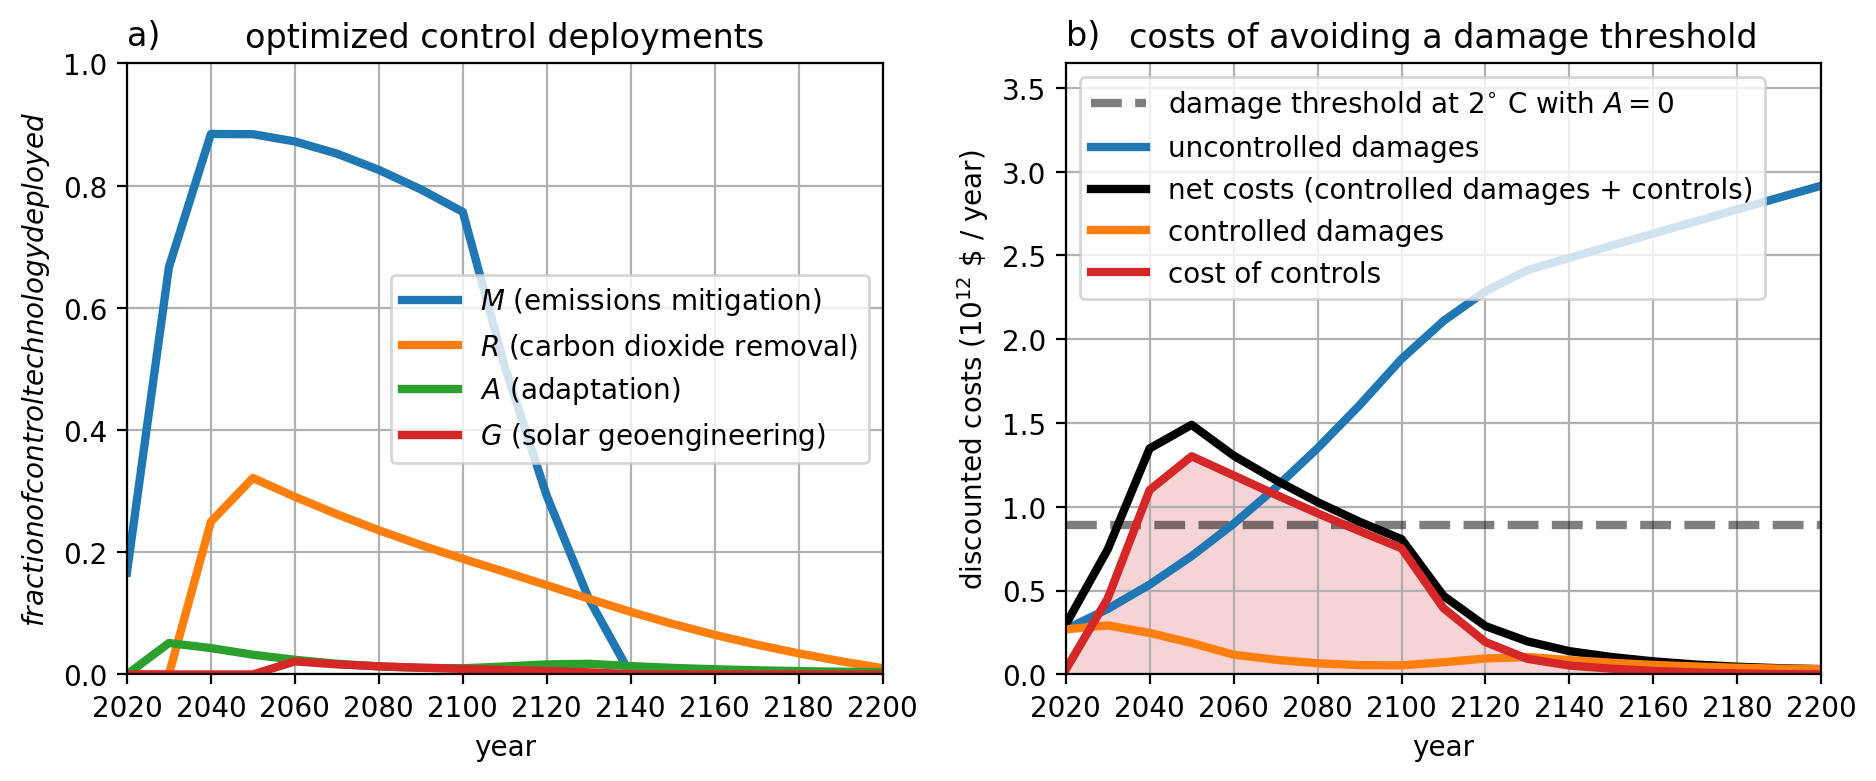 a)
optimized control deployments
fractionofcontroltechnologydeployed
1.0
0.8
0.6
0.4
0.2
0.0
M (emissions mitigation)
R (carbon dioxide removal)
A (adaptation)
G (solar geoengineering)
2020 2040 2060 2080 2100 2120 2140 2160 2180 2200
year
b)
costs of avoiding a damage threshold
discounted costs (10¹² $ / year)
3.5
3.0
2.5
2.0
1.5
1.0
0.5
0.0
damage threshold at 2° C with A = 0
uncontrolled damages
net costs (controlled damages + controls)
controlled damages
cost of controls
2020 2040 2060 2080 2100 2120 2140 2160 2180 2200
year